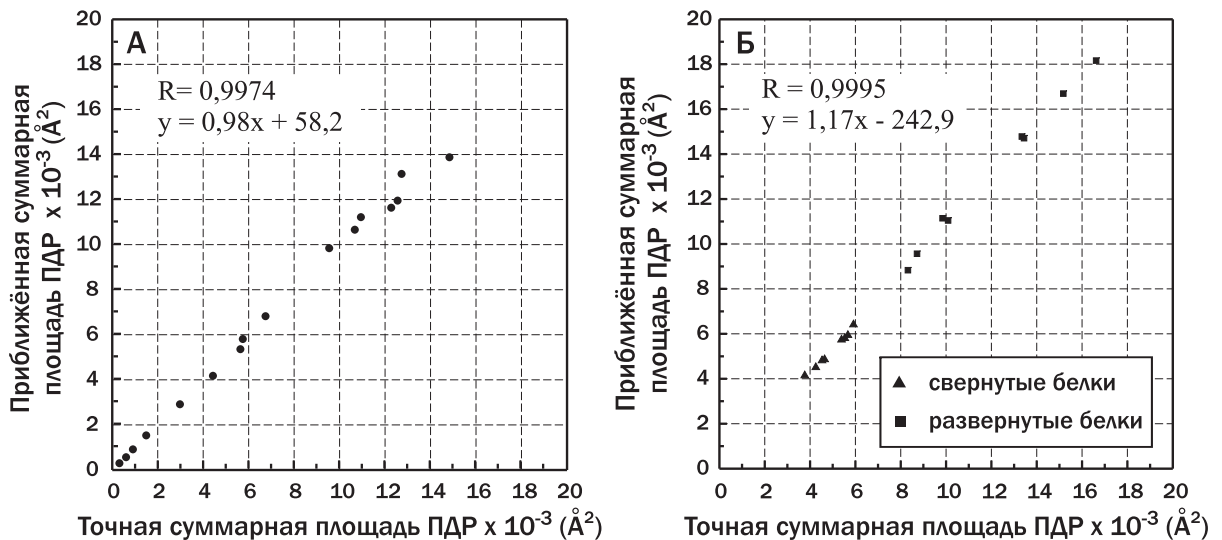 А
R= 0,9974
y = 0,98x + 58,2
Приближённая суммарная
площадь ПДР x 10⁻³ (Å²)
20
18
16
14
12
10
8
6
4
2
0
0 2 4 6 8 10 12 14 16 18 20
Точная суммарная площадь ПДР x 10⁻³ (Å²)
Б
R = 0,9995
y = 1,17x - 242,9
Приближённая суммарная
площадь ПДР x 10⁻³ (Å²)
20
18
16
14
12
10
8
6
4
2
0
свернутые белки
развернутые белки
0 2 4 6 8 10 12 14 16 18 20
Точная суммарная площадь ПДР x 10⁻³ (Å²)